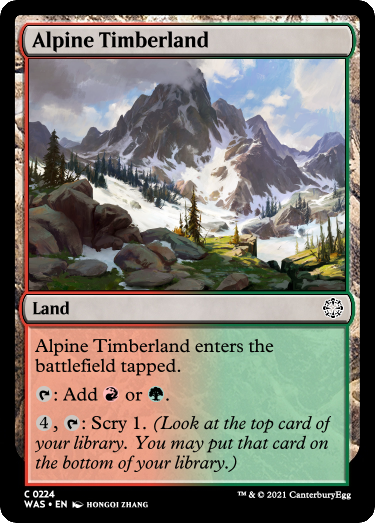 Alpine Timberland
Land
Alpine Timberland enters the
battlefield tapped.
: Add or .
4, : Scry 1. (Look at the top card of
your library. You may put that card on
the bottom of your library.)
C 0224
WAS • EN HONGOI ZHANG
™ & © 2021 CanterburyEgg